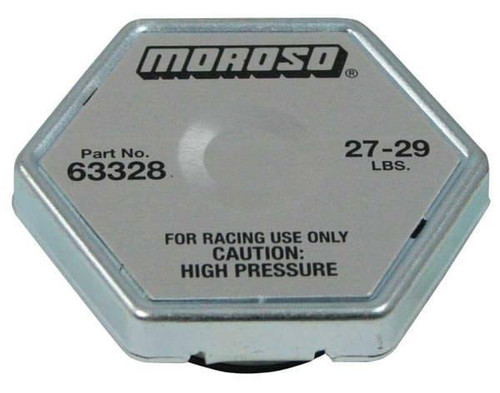 MOROSO®
Part No. 27-29
63328 LBS.
FOR RACING USE ONLY
CAUTION:
HIGH PRESSURE